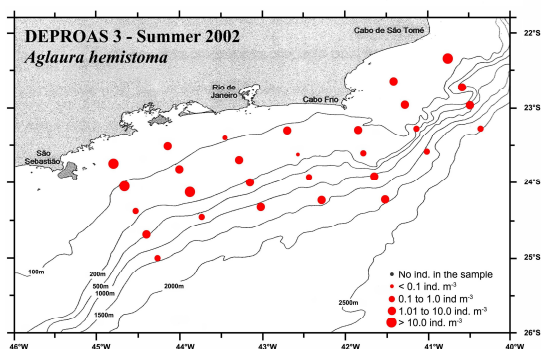 DEPROAS 3 - Summer 2002
Aglaura hemistoma
Cabo de São Tomé
22°S
Rio de
Janeiro
Cabo Frio
23°S
São
Sebastião
24°S
25°S
100m
200m
500m
1000m
1500m
2000m
2500m
No ind. in the sample
< 0.1 ind. m-3
0.1 to 1.0 ind m-3
1.01 to 10.0 ind. m-3
> 10.0 ind. m-3
26°S
46°W
45°W
44°W
43°W
42°W
41°W
40°W